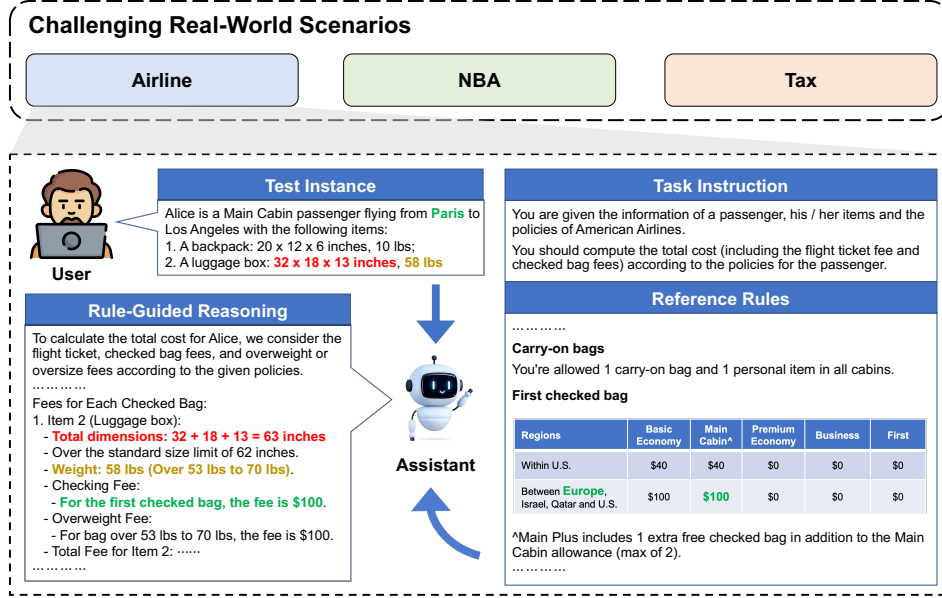 Challenging Real-World Scenarios
Airline
NBA
Tax
User
Test Instance
Alice is a Main Cabin passenger flying from Paris to
Los Angeles with the following items:
1. A backpack: 20 x 12 x 6 inches, 10 lbs;
2. A luggage box: 32 x 18 x 13 inches, 58 lbs
Task Instruction
You are given the information of a passenger, his / her items and the
policies of American Airlines.
You should compute the total cost (including the flight ticket fee and
checked bag fees) according to the policies for the passenger.
Rule-Guided Reasoning
To calculate the total cost for Alice, we consider the
flight ticket, checked bag fees, and overweight or
oversize fees according to the given policies.
…………
Fees for Each Checked Bag:
1. Item 2 (Luggage box):
- Total dimensions: 32 + 18 + 13 = 63 inches
- Over the standard size limit of 62 inches.
- Weight: 58 lbs (Over 53 lbs to 70 lbs).
- Checking Fee:
- For the first checked bag, the fee is $100.
- Overweight Fee:
- For bag over 53 lbs to 70 lbs, the fee is $100.
- Total Fee for Item 2: ······
…………
Assistant
Reference Rules
…………
Carry-on bags
You're allowed 1 carry-on bag and 1 personal item in all cabins.
First checked bag
Regions Basic Economy Main Cabin^ Premium Economy Business First
Within U.S. $40 $40 $0 $0 $0
Between Europe, Israel, Qatar and U.S. $100 $100 $0 $0 $0
^Main Plus includes 1 extra free checked bag in addition to the Main
Cabin allowance (max of 2).
…………